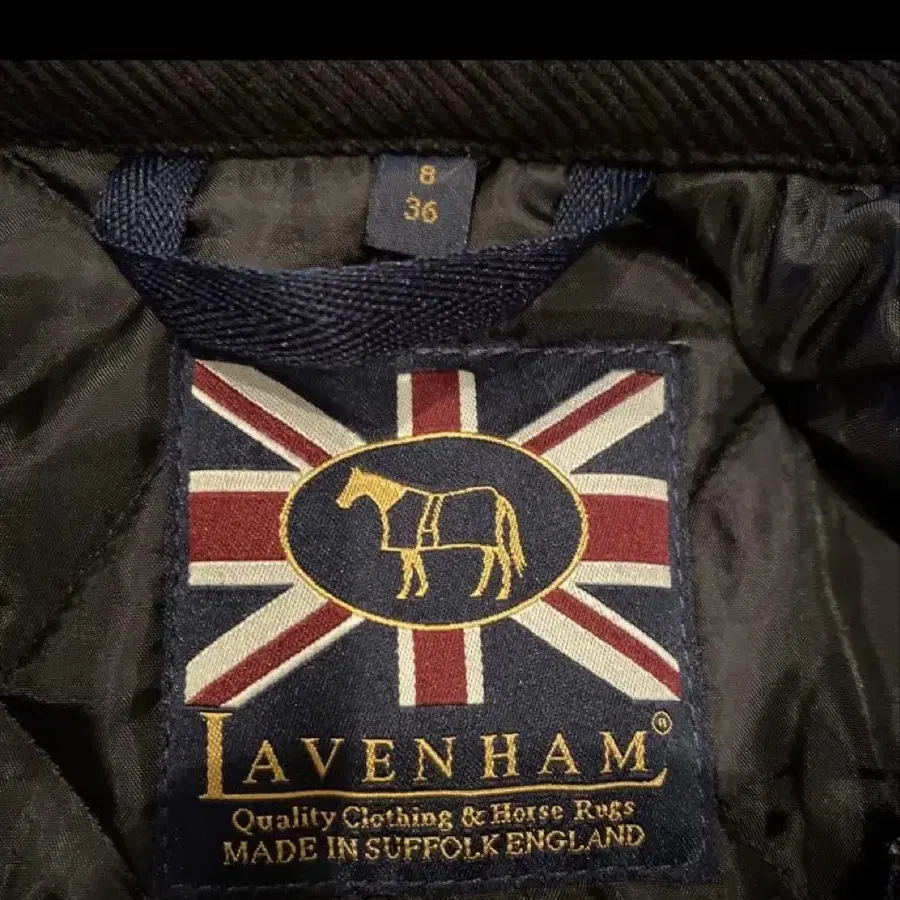 8
36
LAVENHAM®
Quality Clothing & Horse Rugs
MADE IN SUFFOLK ENGLAND